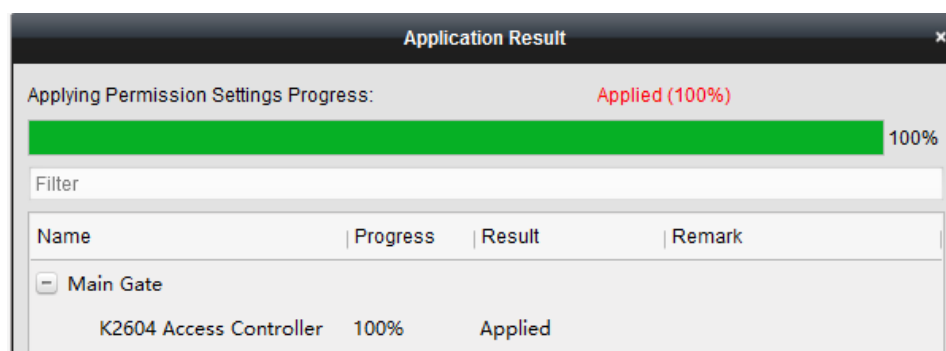 Application Result ×
Applying Permission Settings Progress: Applied (100%)
100%
Filter
Name Progress Result Remark
Main Gate
K2604 Access Controller 100% Applied